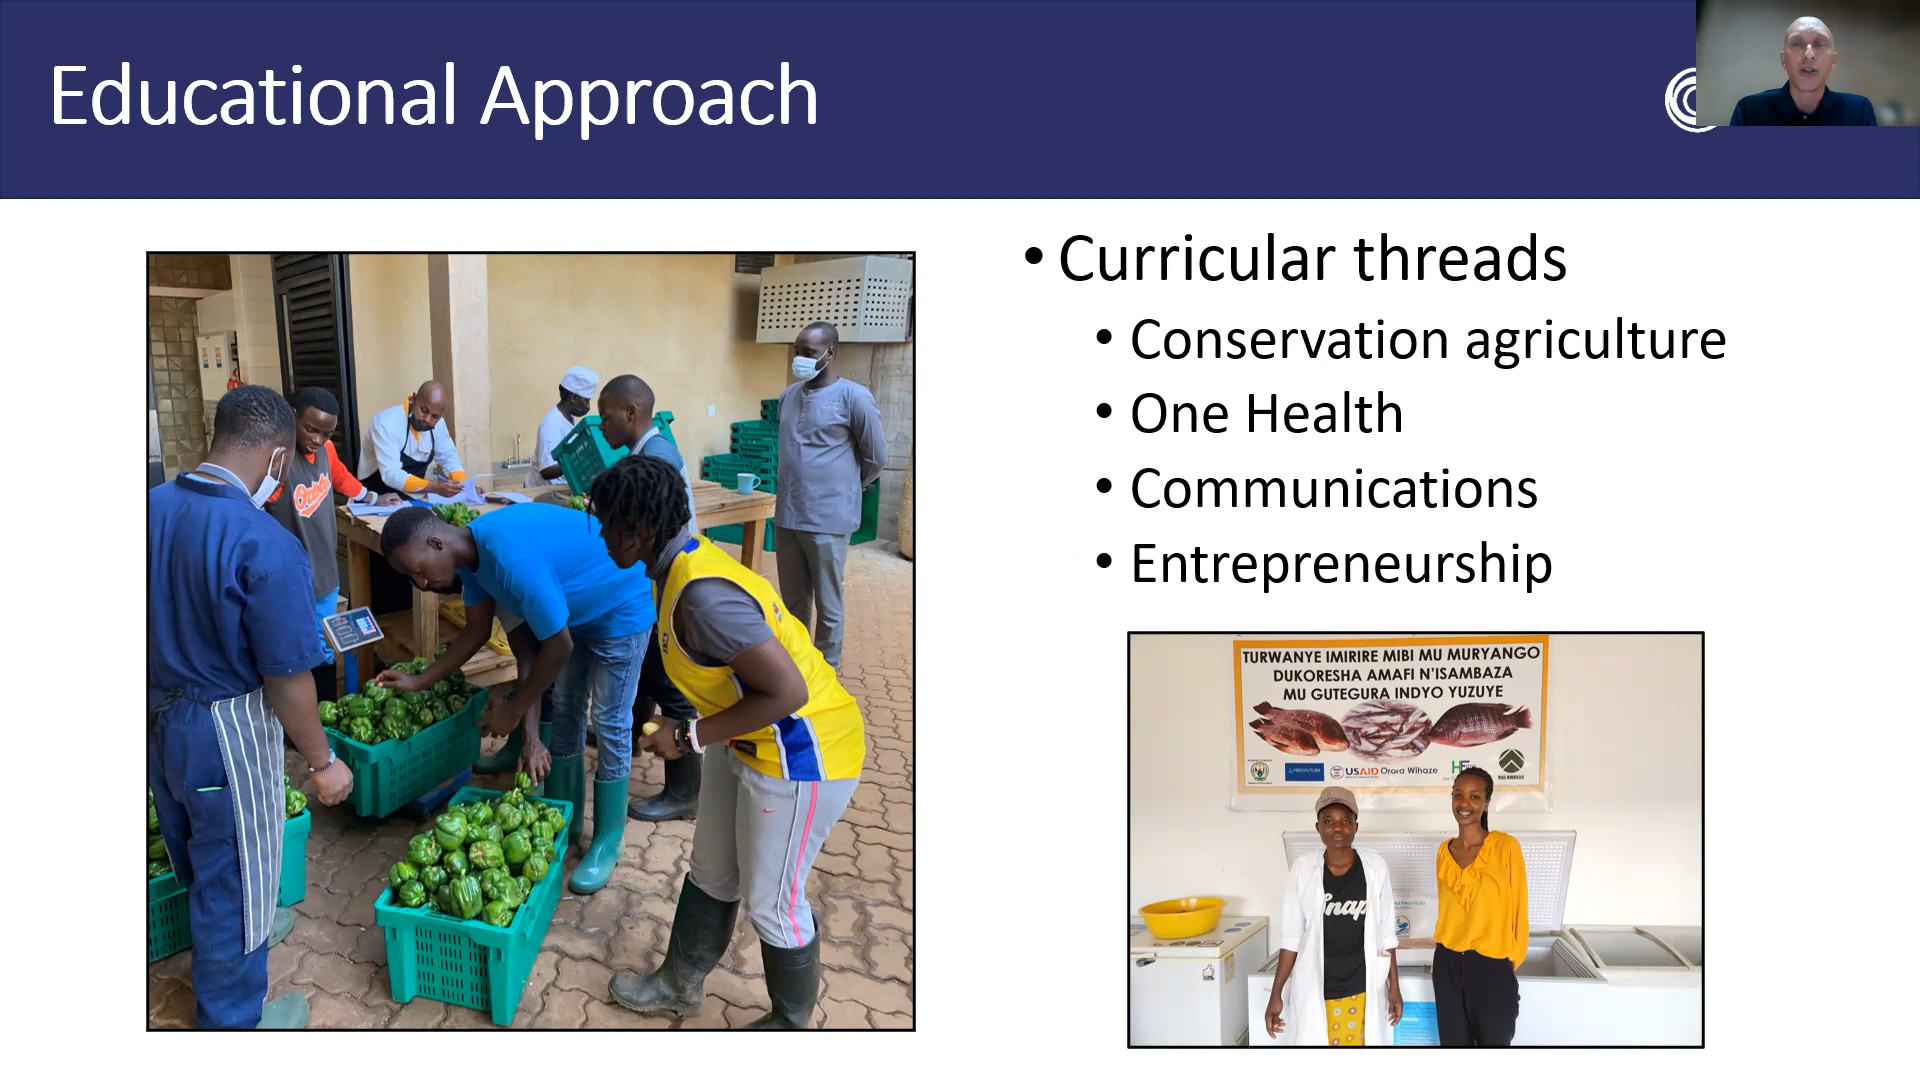 Educational Approach
• Curricular threads
• Conservation agriculture
• One Health
• Communications
• Entrepreneurship
TURWANYE IMIRIRE MIBI MU MURYANGO
DUKORESHA AMAFI N'ISAMBAZA
MU GUTEGURA INDYO YUZUYE
USAID Orora Wihaze